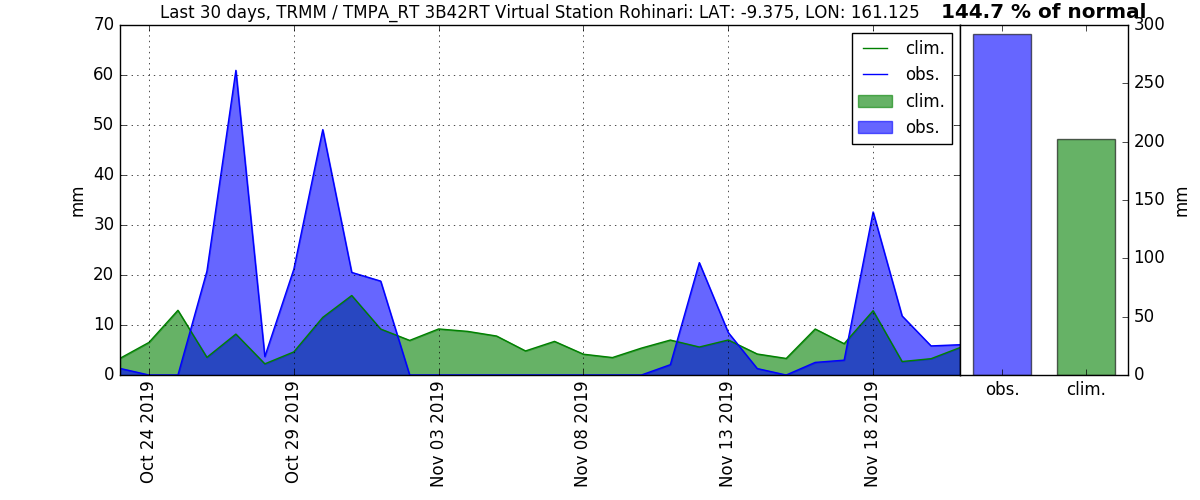 Last 30 days, TRMM / TMPA_RT 3B42RT Virtual Station Rohinari: LAT: -9.375, LON: 161.125
144.7 % of normal
70
60
50
40
30
20
10
0
mm
clim.
obs.
clim.
obs.
Oct 24 2019
Oct 29 2019
Nov 03 2019
Nov 08 2019
Nov 13 2019
Nov 18 2019
300
250
200
150
100
50
0
mm
obs.
clim.